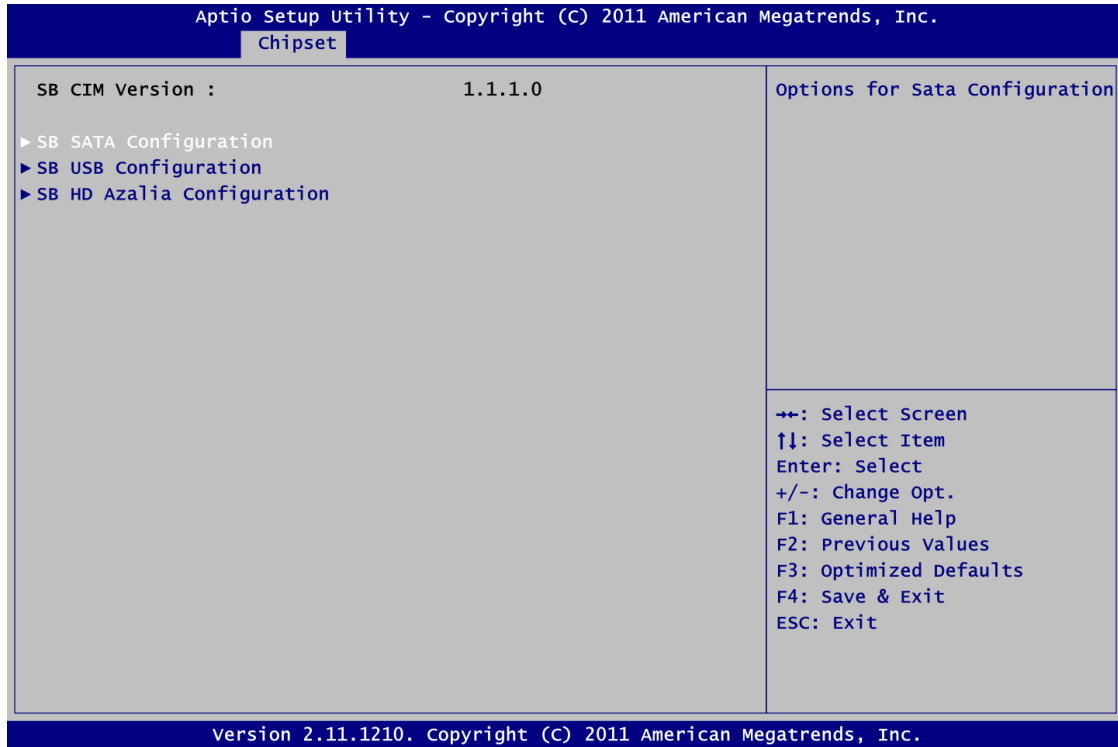 Aptio Setup Utility - Copyright (C) 2011 American Megatrends, Inc.
Chipset
SB CIM Version : 1.1.1.0
▶ SB SATA Configuration
▶ SB USB Configuration
▶ SB HD Azalia Configuration
Options for Sata Configuration
→←: Select Screen
↑↓: Select Item
Enter: Select
+/-: Change Opt.
F1: General Help
F2: Previous Values
F3: Optimized Defaults
F4: Save & Exit
ESC: Exit
Version 2.11.1210. Copyright (C) 2011 American Megatrends, Inc.